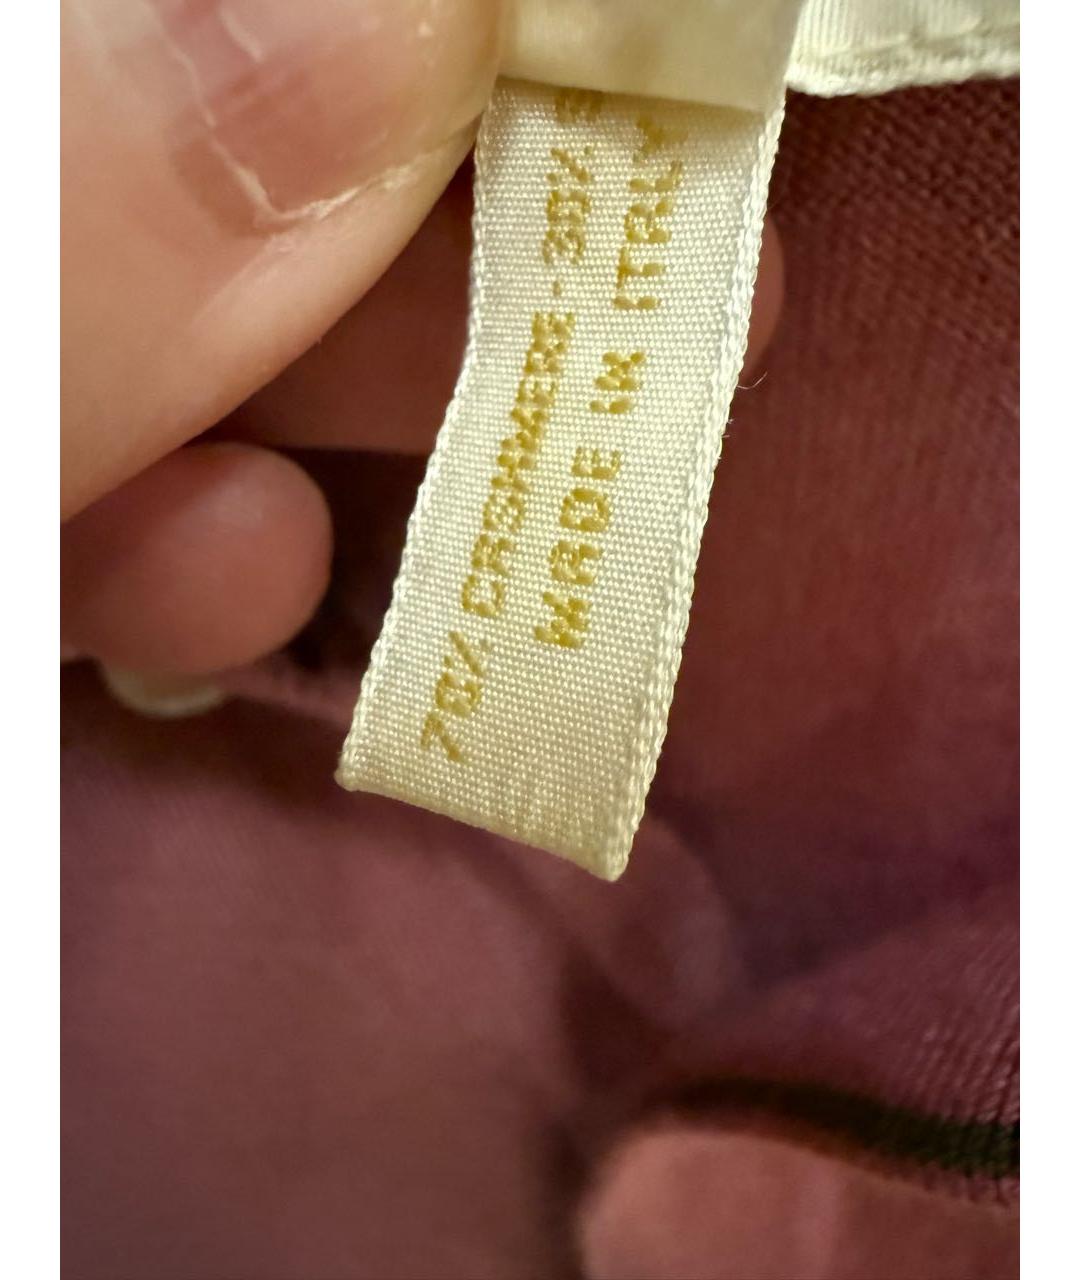 70% CASHMERE - 30%
MADE IN ITALY